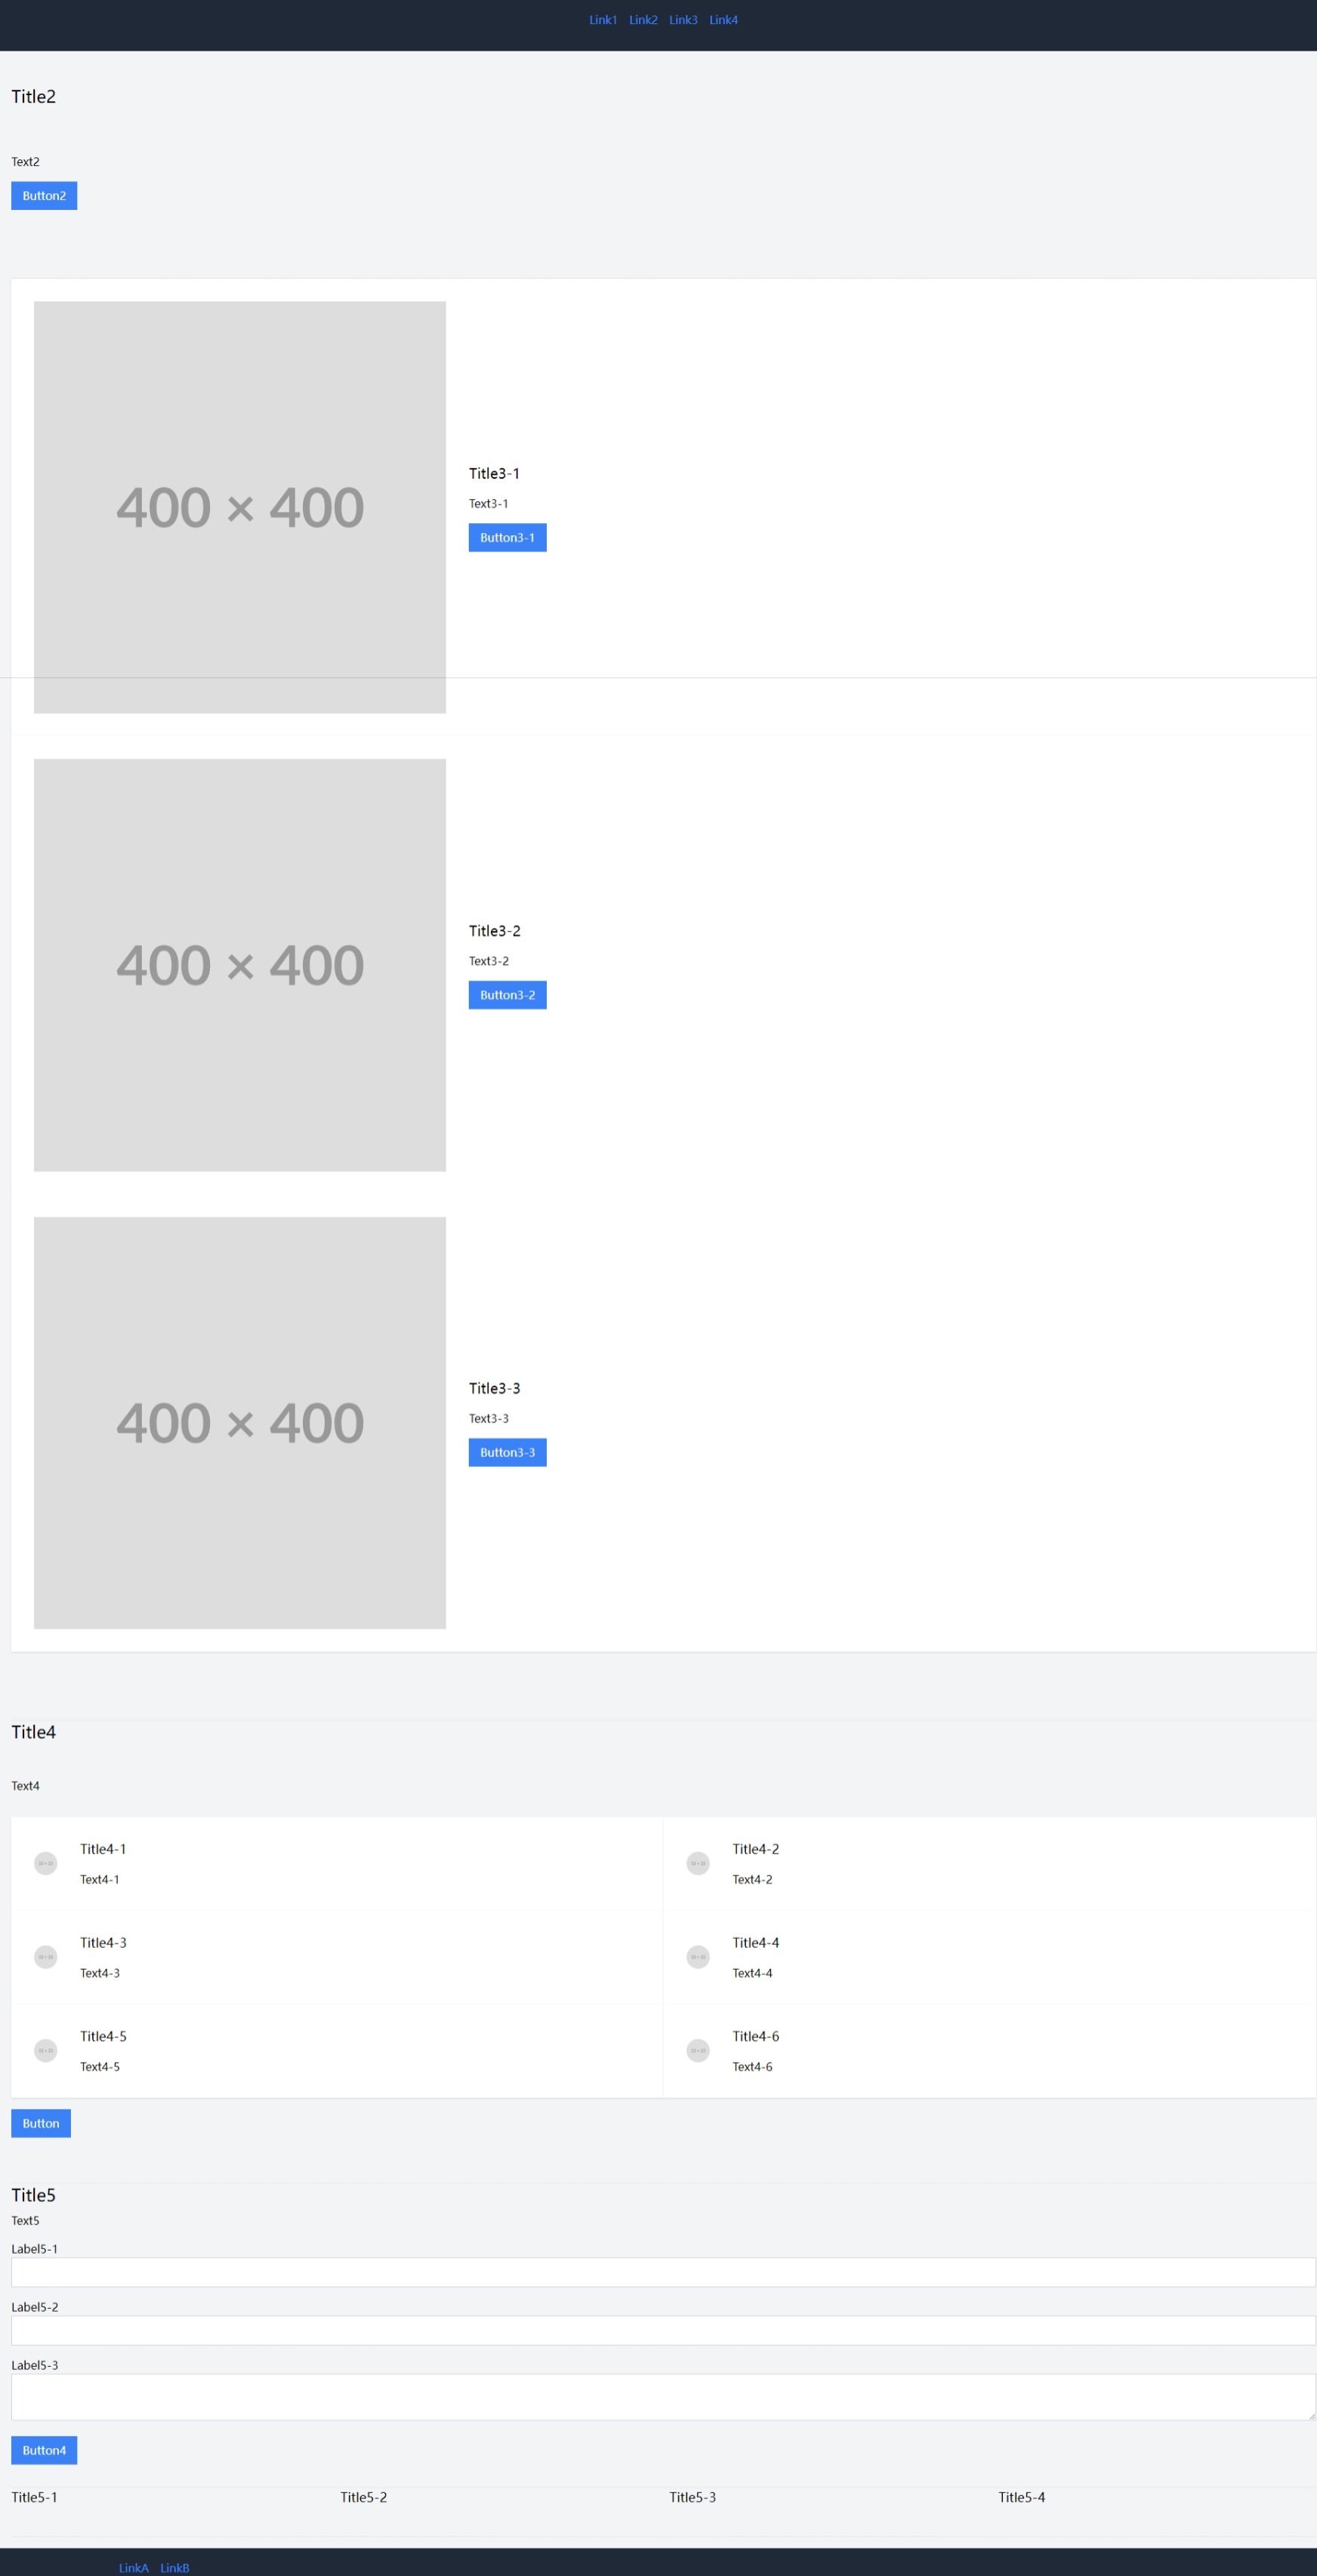 Link1 Link2 Link3 Link4
Title2
Text2
Button2
400 × 400
Title3-1
Text3-1
Button3-1
400 × 400
Title3-2
Text3-2
Button3-2
400 × 400
Title3-3
Text3-3
Button3-3
Title4
Text4
Title4-1
Text4-1
Title4-2
Text4-2
Title4-3
Text4-3
Title4-4
Text4-4
Title4-5
Text4-5
Title4-6
Text4-6
Button
Title5
Text5
Label5-1
Label5-2
Label5-3
Button4
Title5-1 Title5-2 Title5-3 Title5-4
LinkA LinkB